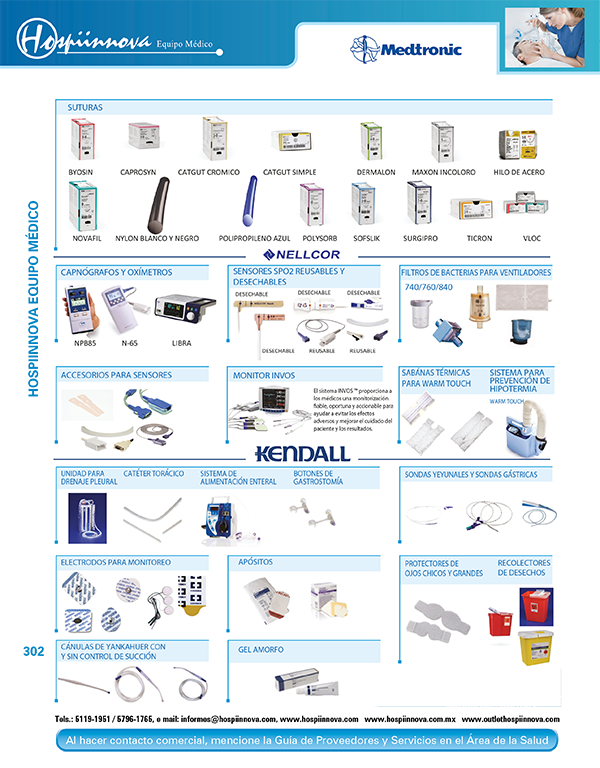 Hospiinnova Equipo Médico
Medtronic
HOSPIINNOVA EQUIPO MÉDICO
SUTURAS
BYOSIN CAPROSYN CATGUT CROMICO CATGUT SIMPLE DERMALON MAXON INCOLORO HILO DE ACERO
NOVAFIL NYLON BLANCO Y NEGRO POLIPROPILENO AZUL POLYSORB SOFSLIK SURGIPRO TICRON VLOC
NELLCOR
CAPNÓGRAFOS Y OXÍMETROS
NPB85 N-65 LIBRA
SENSORES SPO2 REUSABLES Y
DESECHABLES
DESECHABLE DESECHABLE DESECHABLE
DESECHABLE REUSABLE REUSABLE
FILTROS DE BACTERIAS PARA VENTILADORES
740/760/840
ACCESORIOS PARA SENSORES
MONITOR INVOS
El sistema INVOS™ proporciona a
los médicos una monitorización
fiable, oportuna y accionable para
ayudar a evitar los efectos
adversos y mejorar el cuidado del
paciente y los resultados.
SABÁNAS TÉRMICAS
PARA WARM TOUCH
SISTEMA PARA
PREVENCIÓN DE
HIPOTERMIA
WARM TOUCH
KENDALL
UNIDAD PARA
DRENAJE PLEURAL
CATÉTER TORÁCICO
SISTEMA DE
ALIMENTACIÓN ENTERAL
BOTONES DE
GASTROSTOMÍA
SONDAS YEYUNALES Y SONDAS GÁSTRICAS
ELECTRODOS PARA MONITOREO
APÓSITOS
PROTECTORES DE
OJOS CHICOS Y GRANDES
RECOLECTORES
DE DESECHOS
302
CÁNULAS DE YANKAHUER CON
Y SIN CONTROL DE SUCCIÓN
GEL AMORFO
Tels.: 5119-1951 / 5796-1765, e mail: informes@hospiinnova.com, www.hospiinnova.com www.hospiinnova.com.mx www.outlethospiinnova.com
Al hacer contacto comercial, mencione la Guía de Proveedores y Servicios en el Área de la Salud